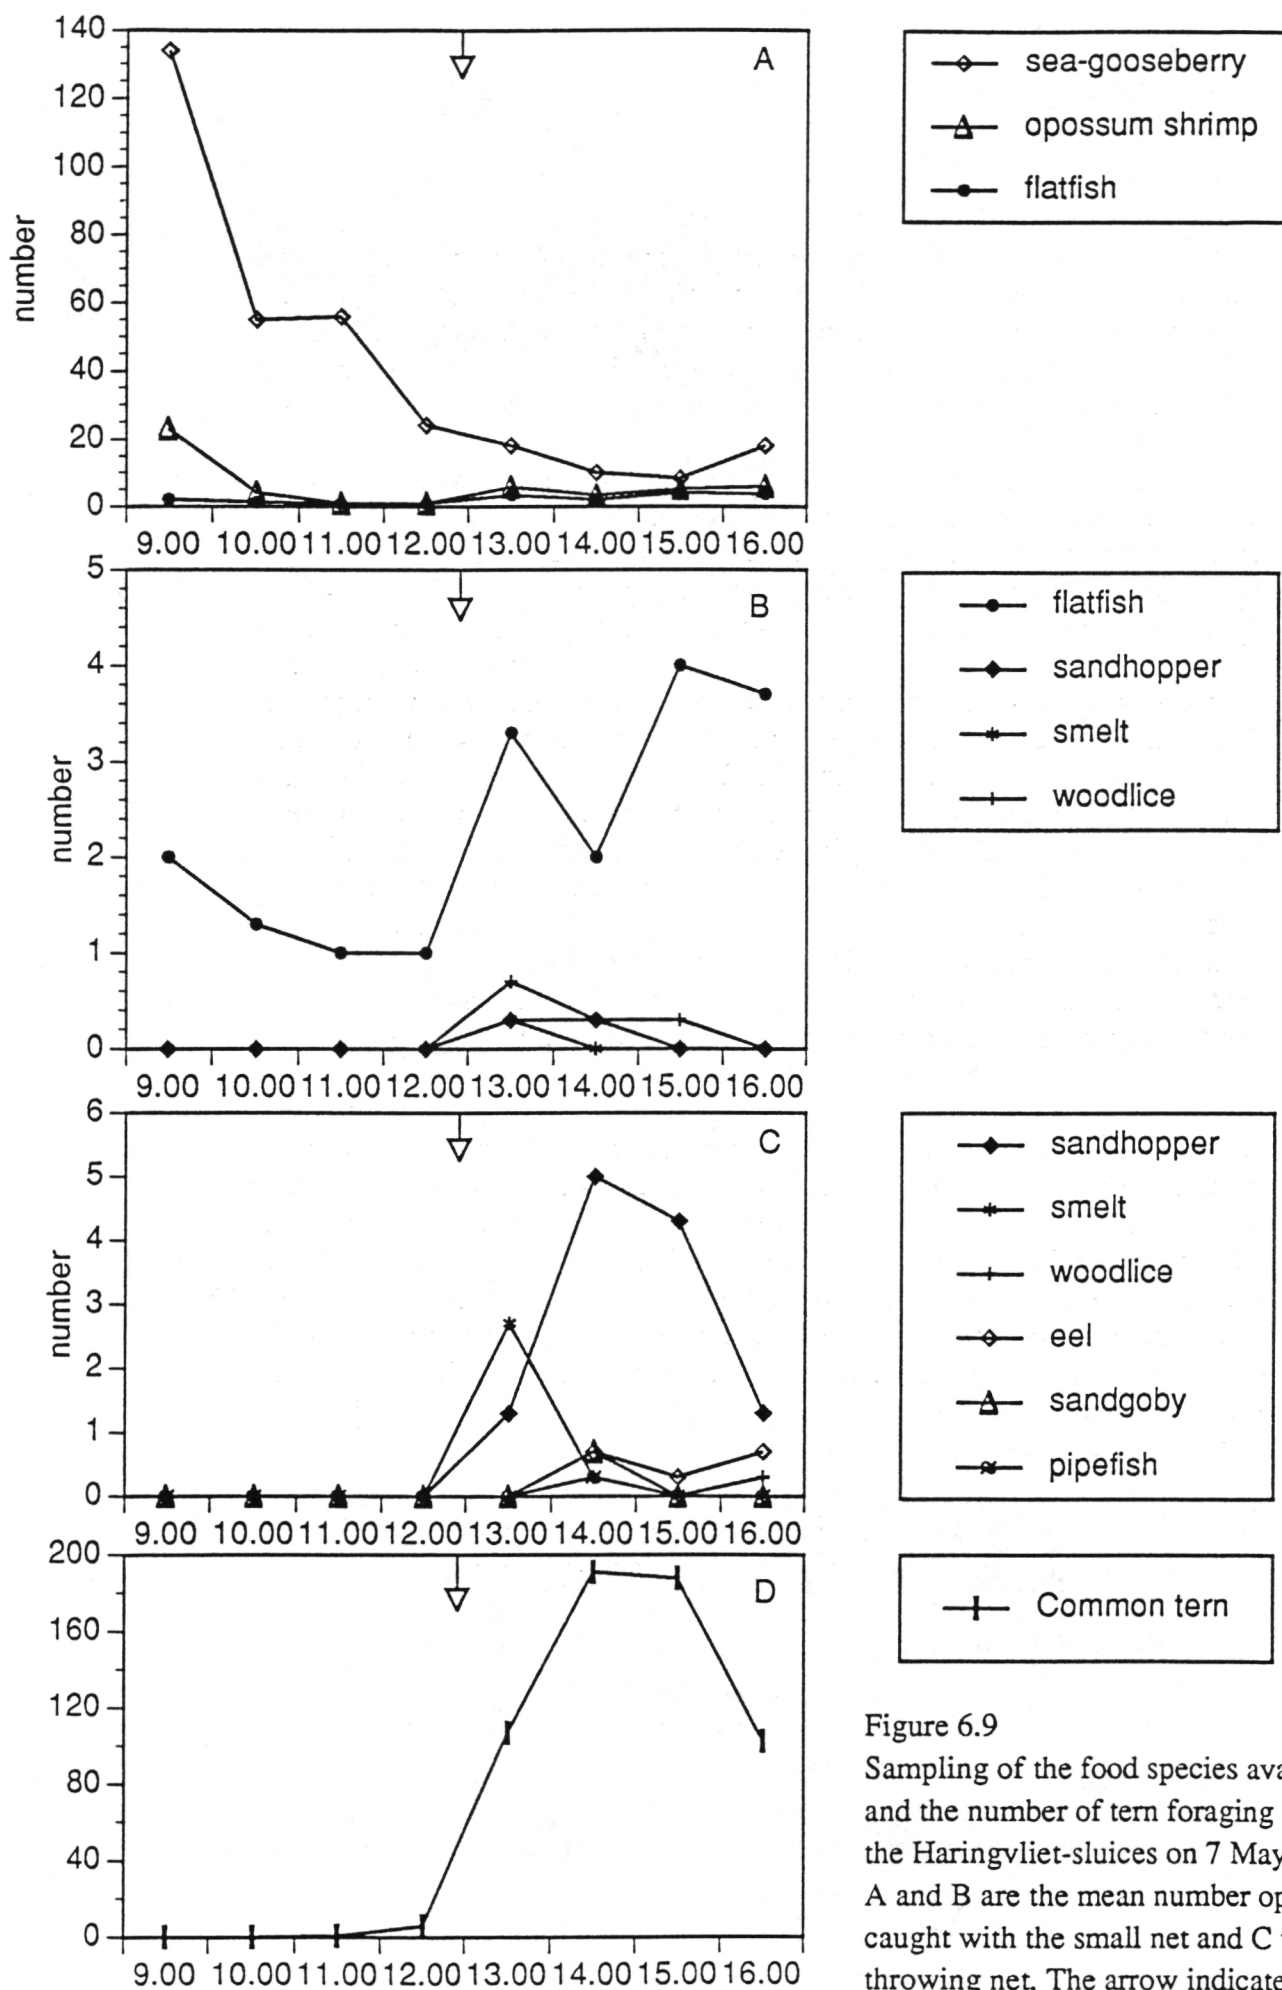 140
120
100
80
60
40
20
0
number
A
9.00 10.00 11.00 12.00 13.00 14.00 15.00 16.00
sea-gooseberry
opossum shrimp
flatfish
5
4
3
2
1
0
number
B
9.00 10.00 11.00 12.00 13.00 14.00 15.00 16.00
flatfish
sandhopper
smelt
woodlice
6
5
4
3
2
1
0
number
C
9.00 10.00 11.00 12.00 13.00 14.00 15.00 16.00
sandhopper
smelt
woodlice
eel
sandgoby
pipefish
200
160
120
80
40
0
D
9.00 10.00 11.00 12.00 13.00 14.00 15.00 16.00
Common tern
Figure 6.9
Sampling of the food species
and the number of tern foraging
the Haringvliet-sluices on 7 May
A and B are the mean number
caught with the small net and C
throwing net. The arrow